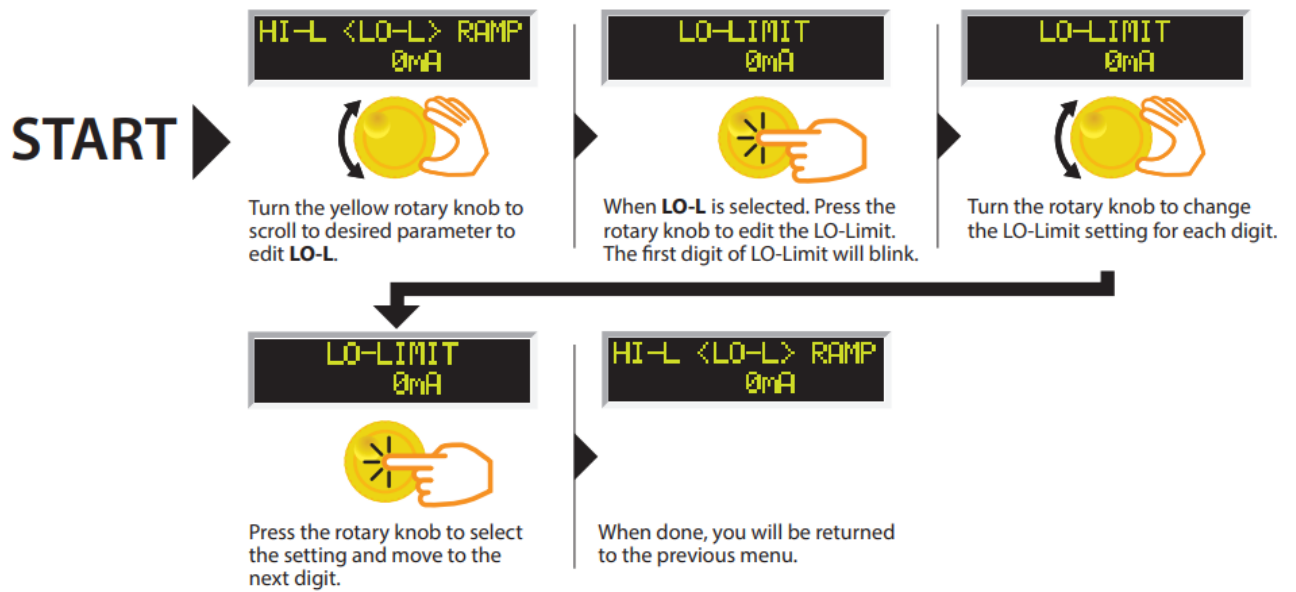 START
HI-L <LO-L> RAMP
0mA
Turn the yellow rotary knob to
scroll to desired parameter to
edit LO-L.
LO-LIMIT
0mA
When LO-L is selected. Press the
rotary knob to edit the LO-Limit.
The first digit of LO-Limit will blink.
LO-LIMIT
0mA
Turn the rotary knob to change
the LO-Limit setting for each digit.
LO-LIMIT
0mA
Press the rotary knob to select
the setting and move to the
next digit.
HI-L <LO-L> RAMP
0mA
When done, you will be returned
to the previous menu.